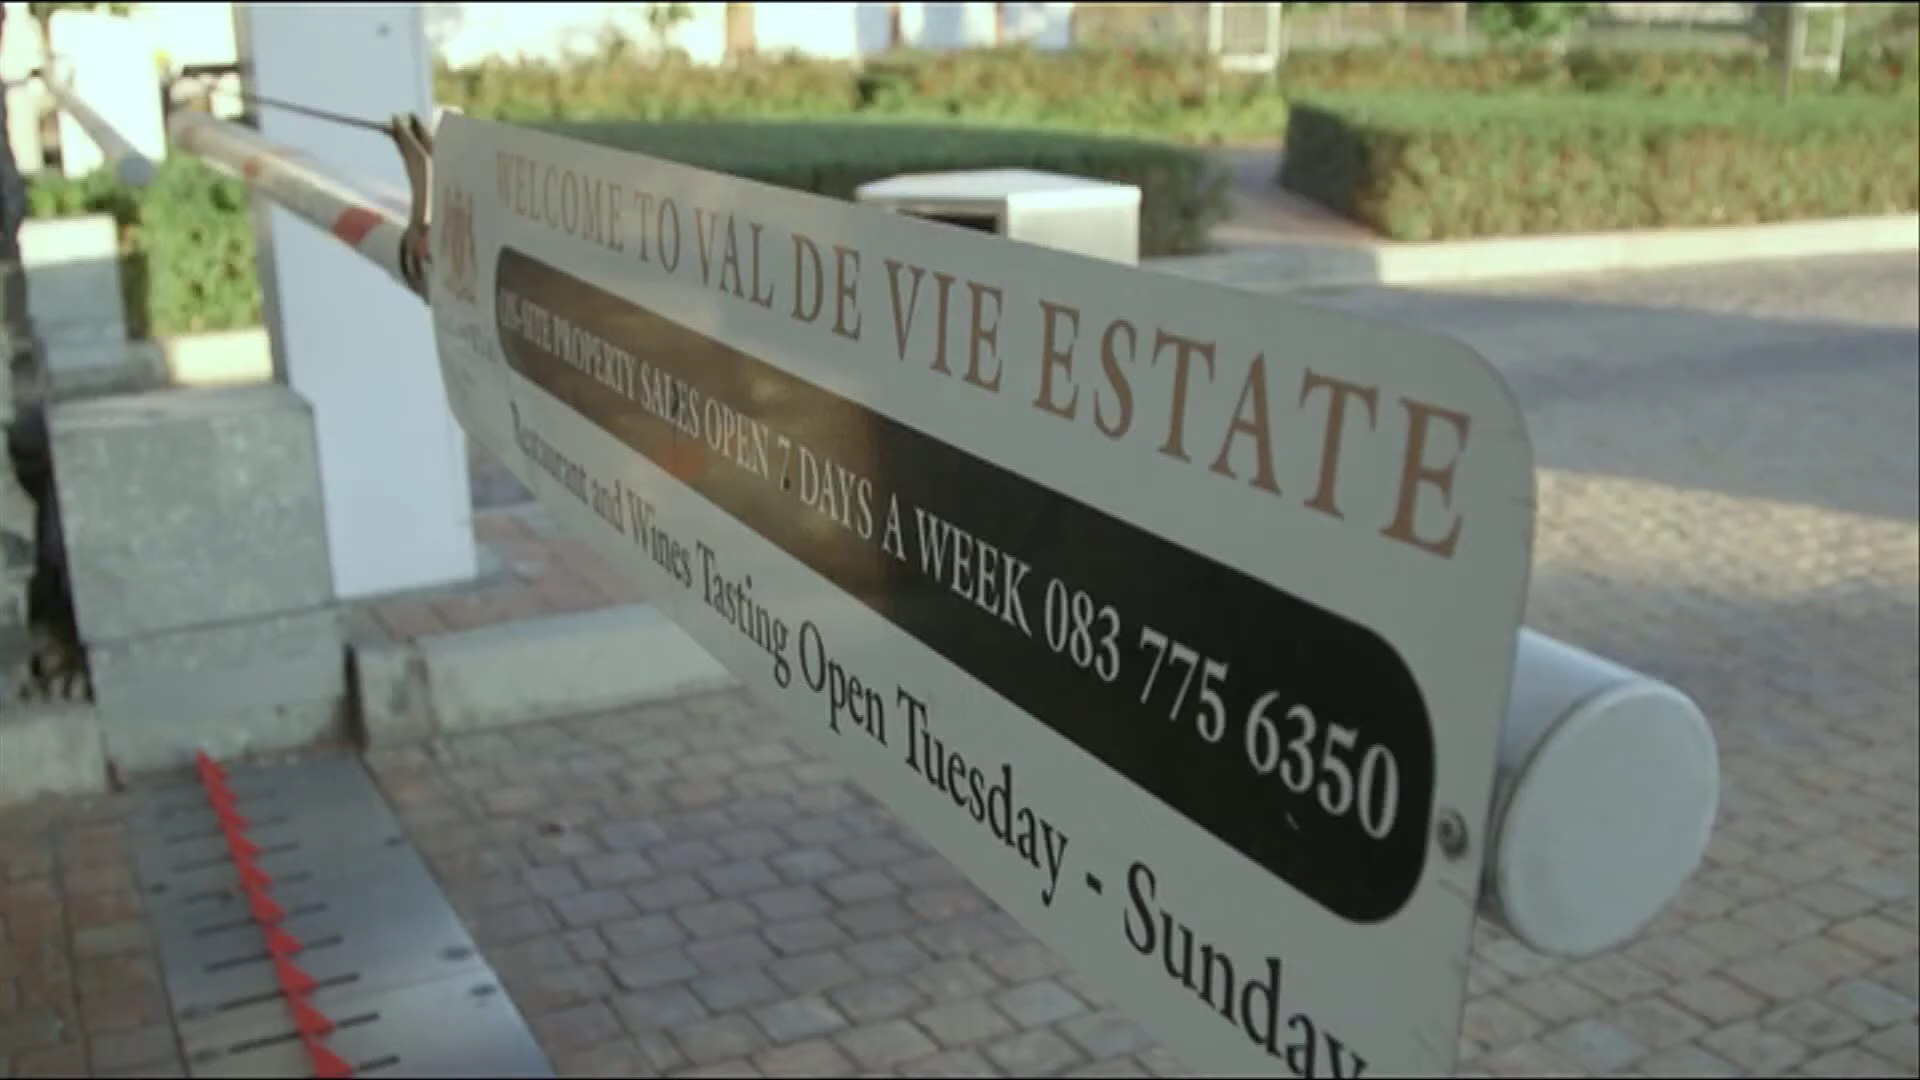 WELCOME TO VAL DE VIE ESTATE
ON-SITE PROPERTY SALES OPEN 7 DAYS A WEEK 083 775 6350
Restaurant and Wines Tasting Open Tuesday - Sunday